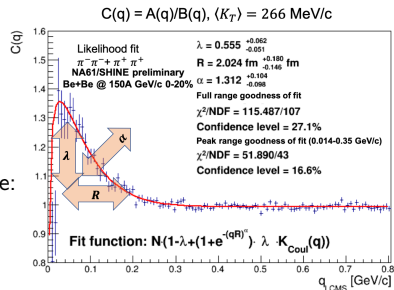 C(q) = A(q)/B(q), ⟨K_T⟩ = 266 MeV/c
C(q)
Likelihood fit
π⁻π⁻+ π⁺ π⁺
NA61/SHINE preliminary
Be+Be @ 150A GeV/c 0-20%
λ = 0.555 +0.062 -0.051
R = 2.024 fm +0.180 -0.146 fm
α = 1.312 +0.104 -0.098
Full range goodness of fit
χ²/NDF = 115.487/107
Confidence level = 27.1%
Peak range goodness of fit (0.014-0.35 GeV/c)
χ²/NDF = 51.890/43
Confidence level = 16.6%
1.6
1.5
1.4
1.3
1.2
1.1
1
0.9
0.8
λ
α
R
e:
Fit function: N·(1-λ+(1+e^-(qR)^α)· λ ·K_Coul(q))
0 0.1 0.2 0.3 0.4 0.5 0.6 0.7 0.8
q_LCMS [GeV/c]